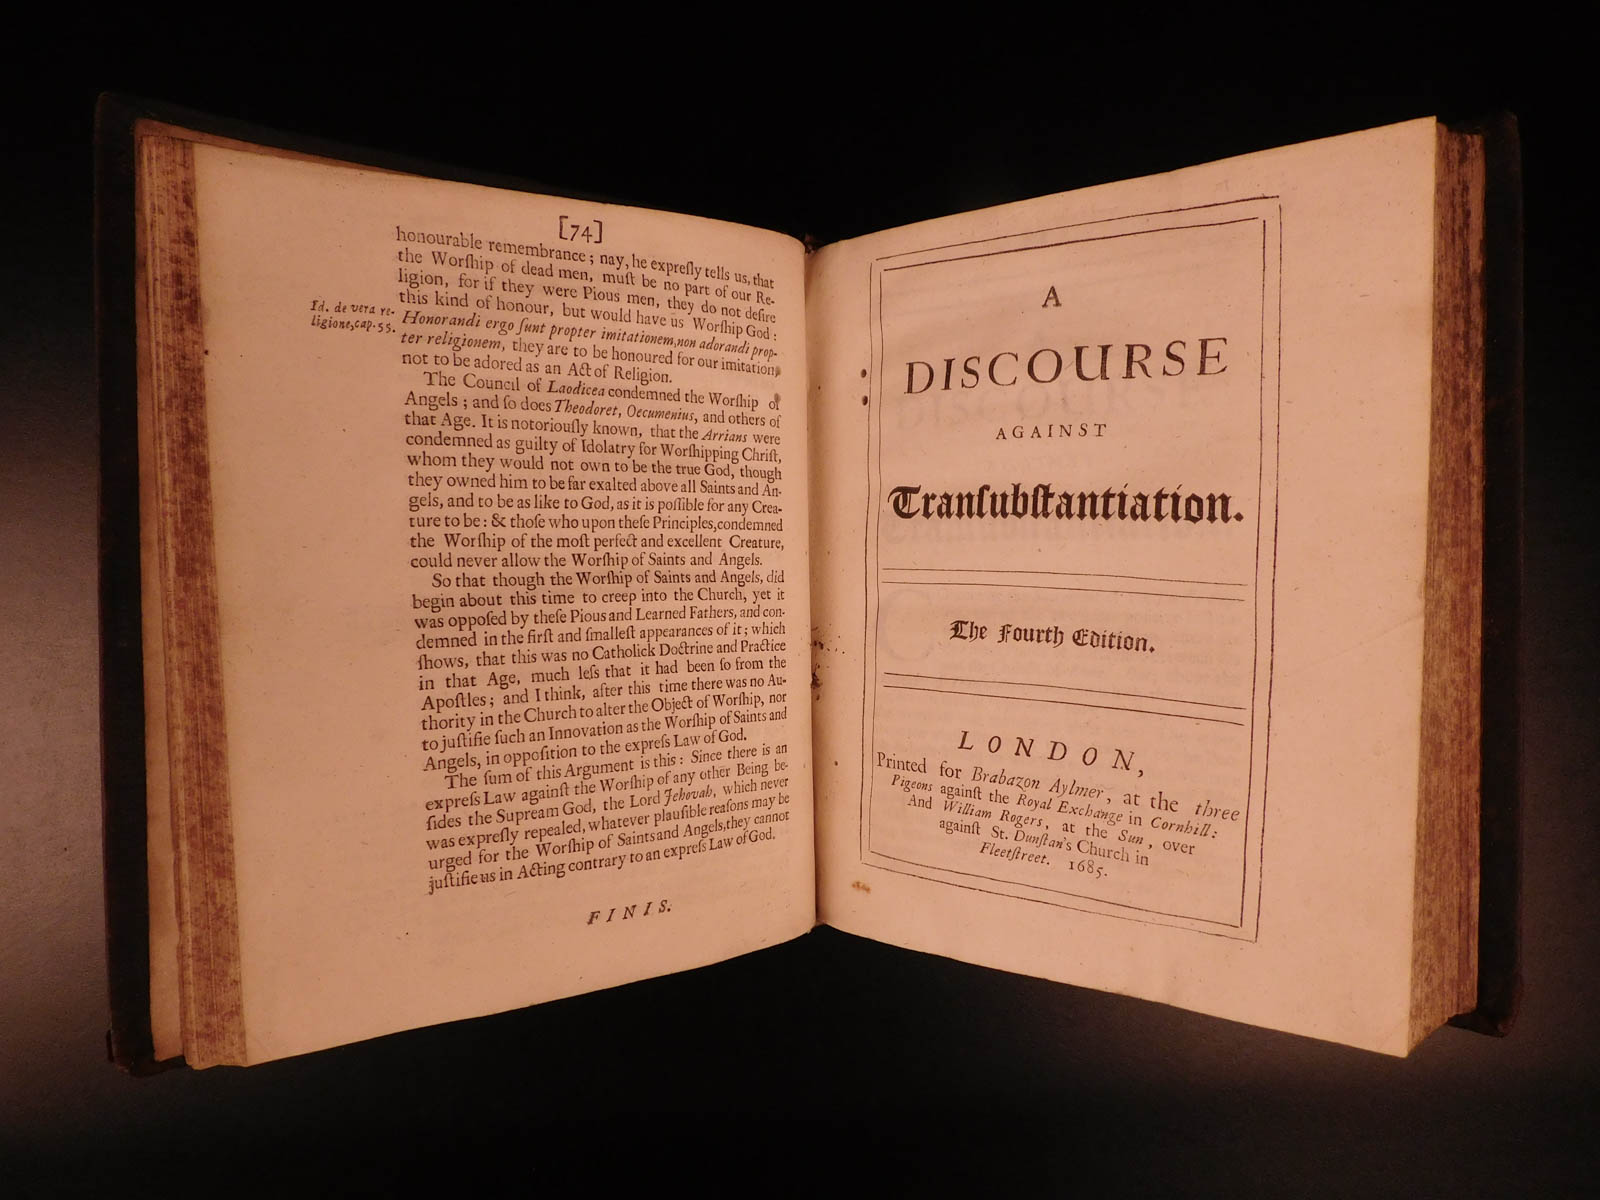 [74]
honourable remembrance; nay, he expreſly tells us, that
the Worſhip of dead men, muſt be no part of our Re-
ligion, for if they were Pious men, they do not deſire
this kind of honour, but would have us Worſhip God:
Id. de vera re-
ligione, cap. 55.
Honorandi ergo ſunt propter imitationem, non adorandi prop-
ter religionem, they are to be honoured for our imitation,
not to be adored as an Act of Religion.
The Council of Laodicea condemned the Worſhip of
Angels; and ſo does Theodoret, Oecumenius, and others of
that Age. It is notoriouſly known, that the Arrians were
condemned as guilty of Idolatry for Worſhipping Chriſt,
whom they would not own to be the true God, though
they owned him to be far exalted above all Saints and An-
gels, and to be as like to God, as it is poſſible for any Crea-
ture to be: & thoſe who upon theſe Principles, condemned
the Worſhip of the moſt perfect and excellent Creature,
could never allow the Worſhip of Saints and Angels.
So that though the Worſhip of Saints and Angels, did
begin about this time to creep into the Church, yet it
was oppoſed by theſe Pious and Learned Fathers, and con-
demned in the firſt and ſmalleſt appearances of it; which
ſhows, that this was no Catholick Doctrine and Practice
in that Age, much leſs that it had been ſo from the
Apoſtles; and I think, after this time there was no Au-
thority in the Church to alter the Object of Worſhip, nor
to juſtifie ſuch an Innovation as the Worſhip of Saints and
Angels, in oppoſition to the expreſs Law of God.
The ſum of this Argument is this: Since there is an
expreſs Law againſt the Worſhip of any other Being be-
ſides the Supream God, the Lord Jehovah, which never
was expreſly repealed, whatever plauſible reaſons may be
urged for the Worſhip of Saints and Angels, they cannot
juſtifie us in Acting contrary to an expreſs Law of God.
FINIS.
A
DISCOURSE
AGAINST
Tranſubſtantiation.
The Fourth Edition.
LONDON,
Printed for Brabazon Aylmer, at the three
Pigeons againſt the Royal Exchange in Cornhill:
And William Rogers, at the Sun, over
againſt St. Dunſtan's Church in
Fleetſtreet. 1685.